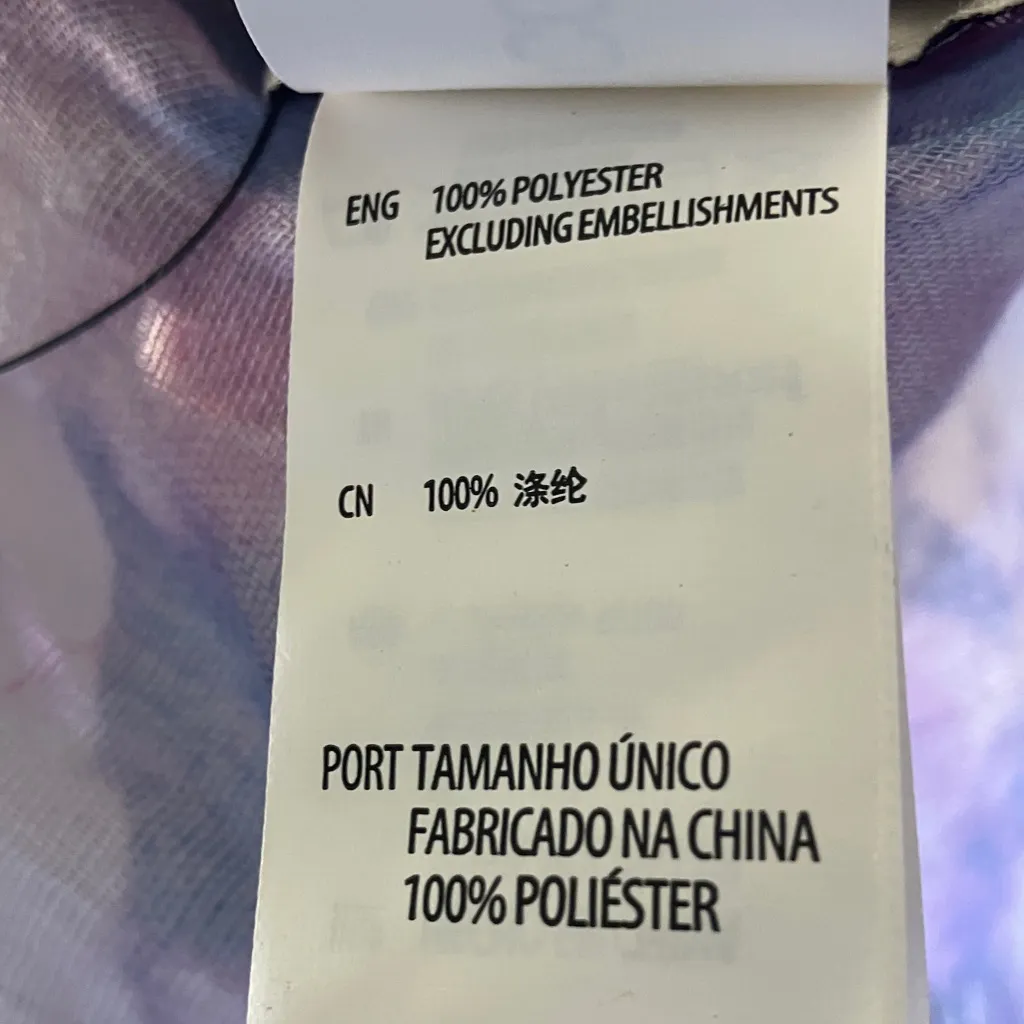 ENG 100% POLYESTER
EXCLUDING EMBELLISHMENTS
CN 100% 涤纶
PORT TAMANHO ÚNICO
FABRICADO NA CHINA
100% POLIÉSTER